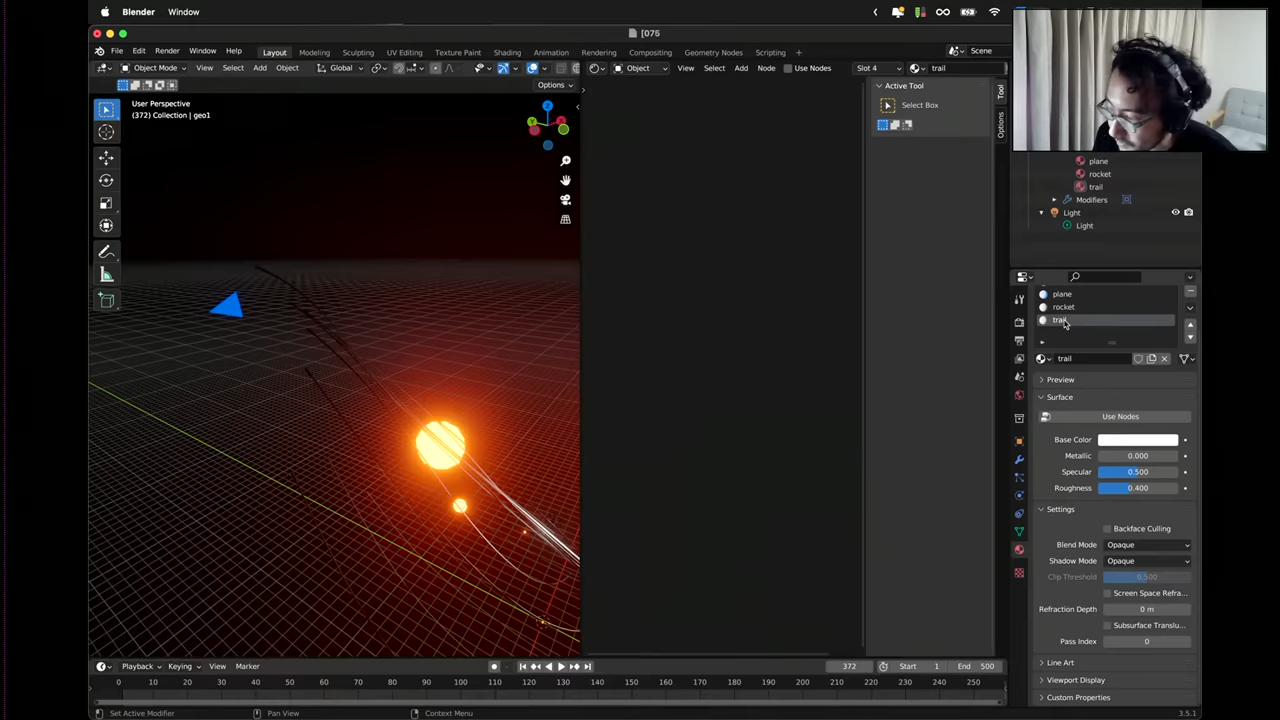 Blender Window
[075
File Edit Render Window Help Layout Modeling Sculpting UV Editing Texture Paint Shading Animation Rendering Compositing Geometry Nodes Scripting + Scene
Object Mode View Select Add Object Global Object View Select Add Node Use Nodes Slot 4 trail
Options
User Perspective
(372) Collection | geo1
Z
Y
X
Active Tool
Select Box
Tool
Options
plane
rocket
trail
Modifiers
Light
Light
plane
rocket
trail
trail
Preview
Surface
Use Nodes
Base Color
Metallic 0.000
Specular 0.500
Roughness 0.400
Settings
Backface Culling
Blend Mode Opaque
Shadow Mode Opaque
Clip Threshold 0.500
Screen Space Refra...
Refraction Depth 0 m
Subsurface Translu...
Pass Index 0
Line Art
Viewport Display
Custom Properties
Playback Keying View Marker 372 Start 1 End 500
0 10 20 30 40 50 60 70 80 90 100 110 120 130 140 150 160 170 180 190 200 210 220 230 240 250
Set Active Modifier Pan View Context Menu 3.5.1